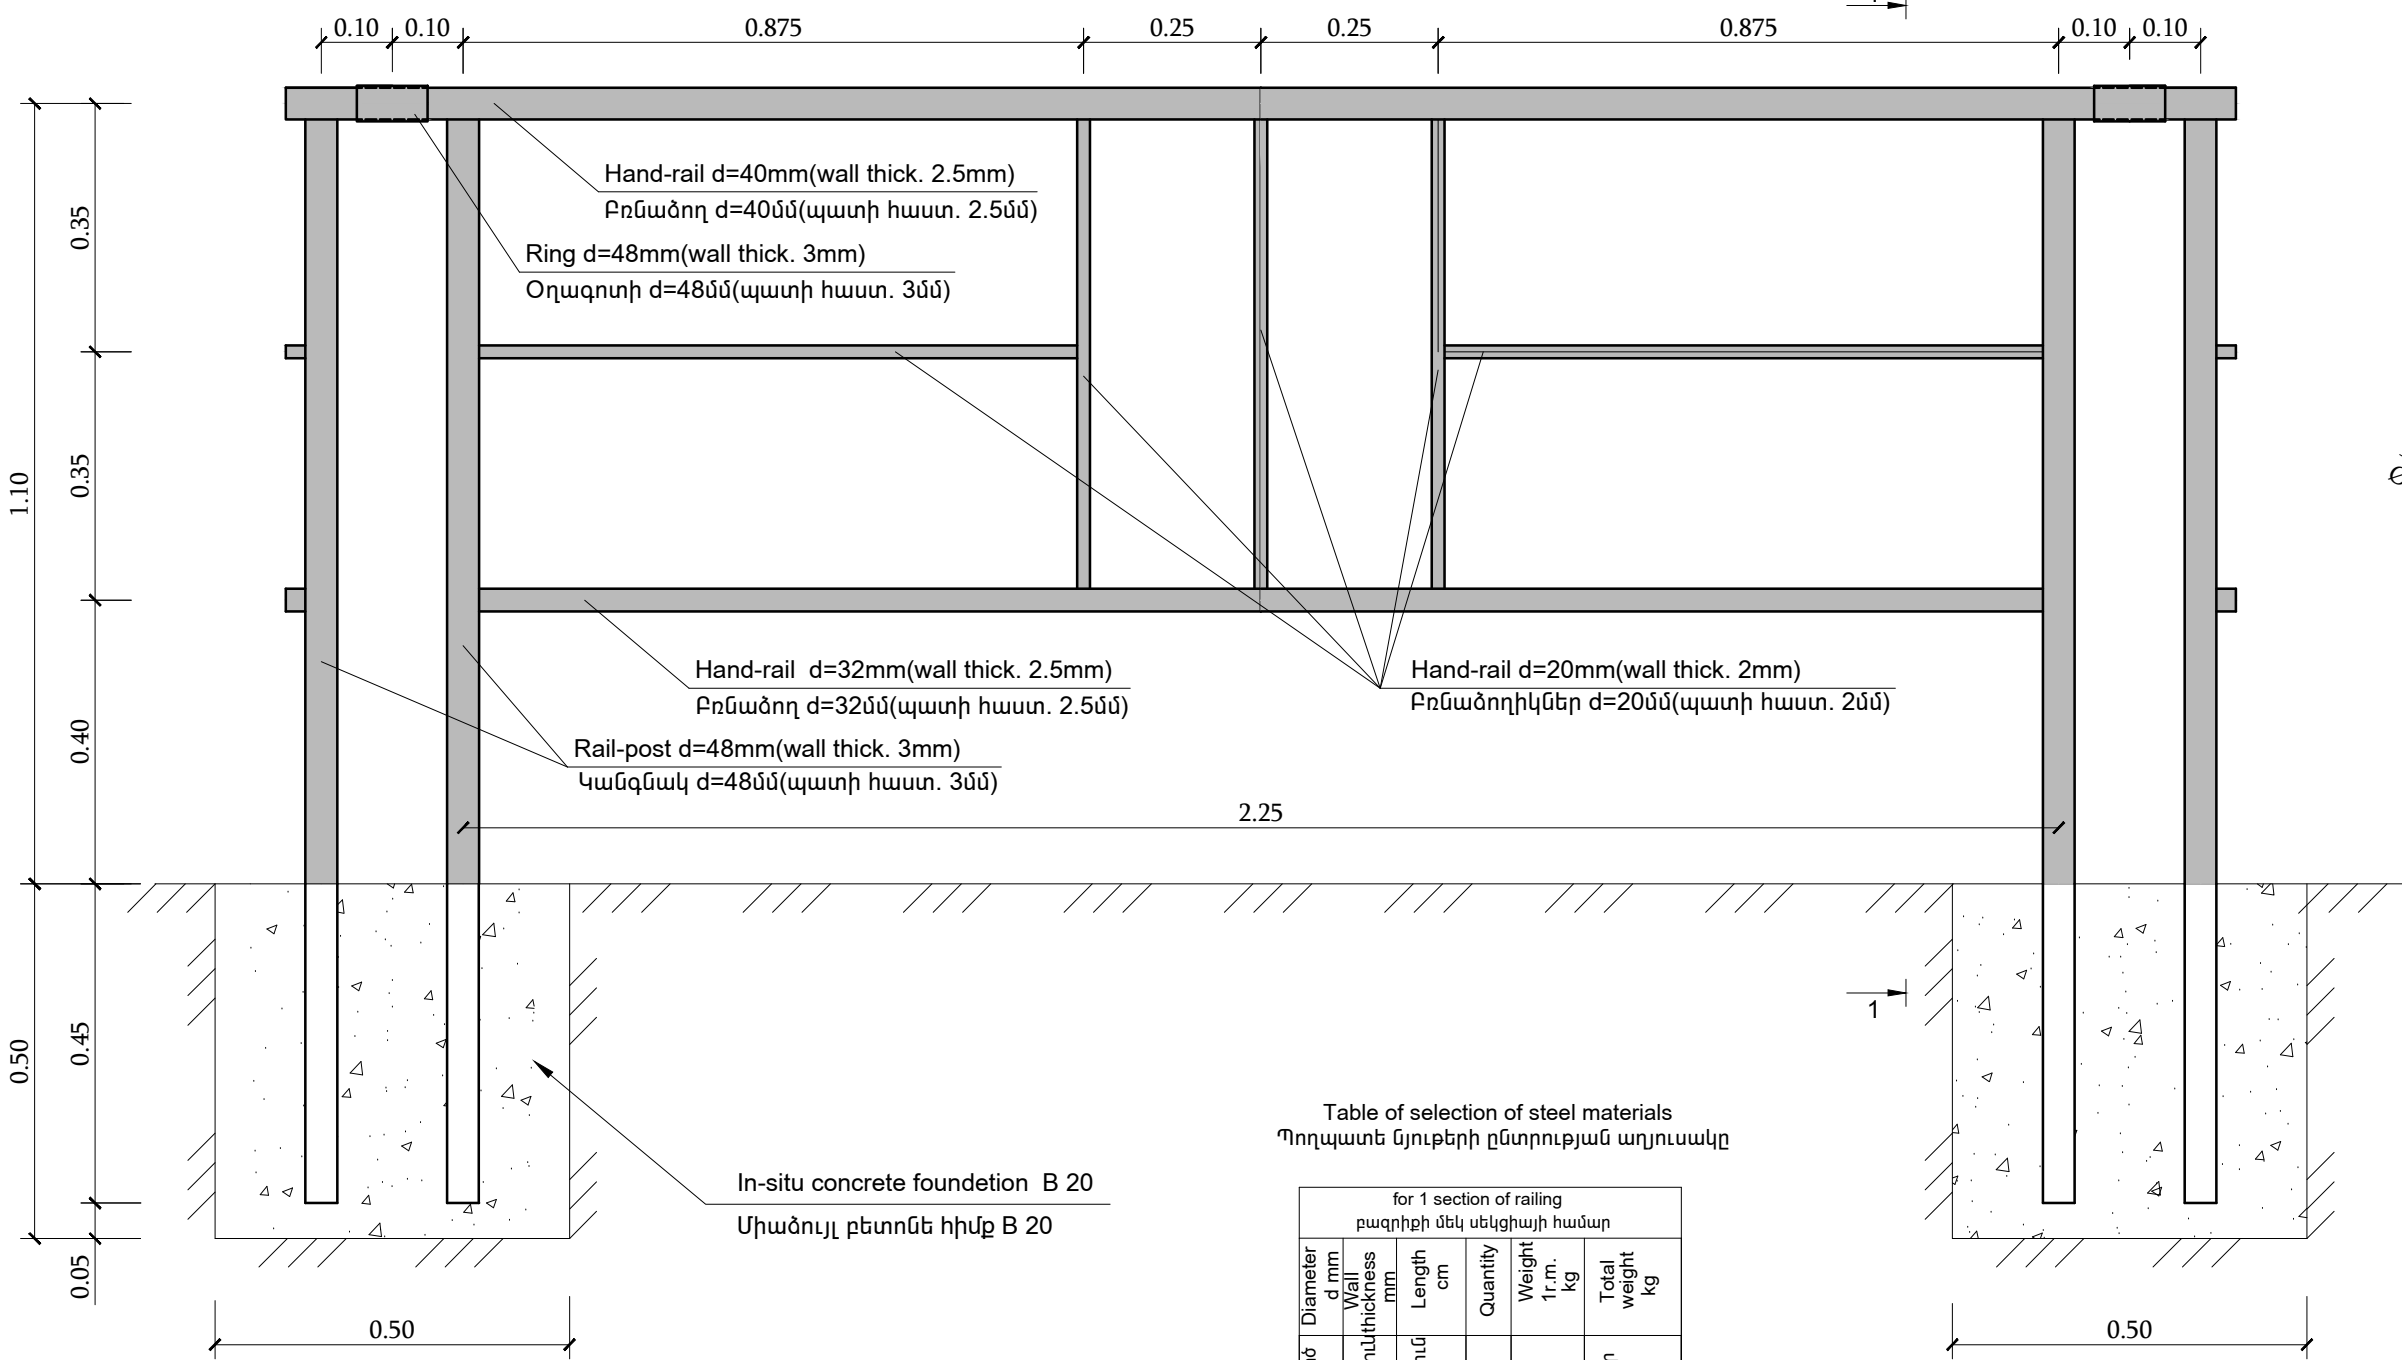 0.10 0.10 0.875 0.25 0.25 0.875 0.10 0.10
Hand-rail d=40mm(wall thick. 2.5mm)
Բռնաձող d=40մմ(պատի հաստ. 2.5մմ)
Ring d=48mm(wall thick. 3mm)
Օղագոտի d=48մմ(պատի հաստ. 3մմ)
0.35
0.35
1.10
0.40
Hand-rail d=32mm(wall thick. 2.5mm)
Բռնաձող d=32մմ(պատի հաստ. 2.5մմ)
Hand-rail d=20mm(wall thick. 2mm)
Բռնաձողիկներ d=20մմ(պատի հաստ. 2մմ)
Rail-post d=48mm(wall thick. 3mm)
Կանգնակ d=48մմ(պատի հաստ. 3մմ)
2.25
1
0.45
0.50
0.05
In-situ concrete foundetion B 20
Միաձույլ բետոնե հիմք B 20
Table of selection of steel materials
Պողպատե նյութերի ընտրության աղյուսակը
for 1 section of railing
բազրիքի մեկ սեկցիայի համար
Diameter
d mm
Wall
thickness
mm
Length
cm
Quantity
Weight
1r.m.
kg
Total
weight
kg
0.50
0.50